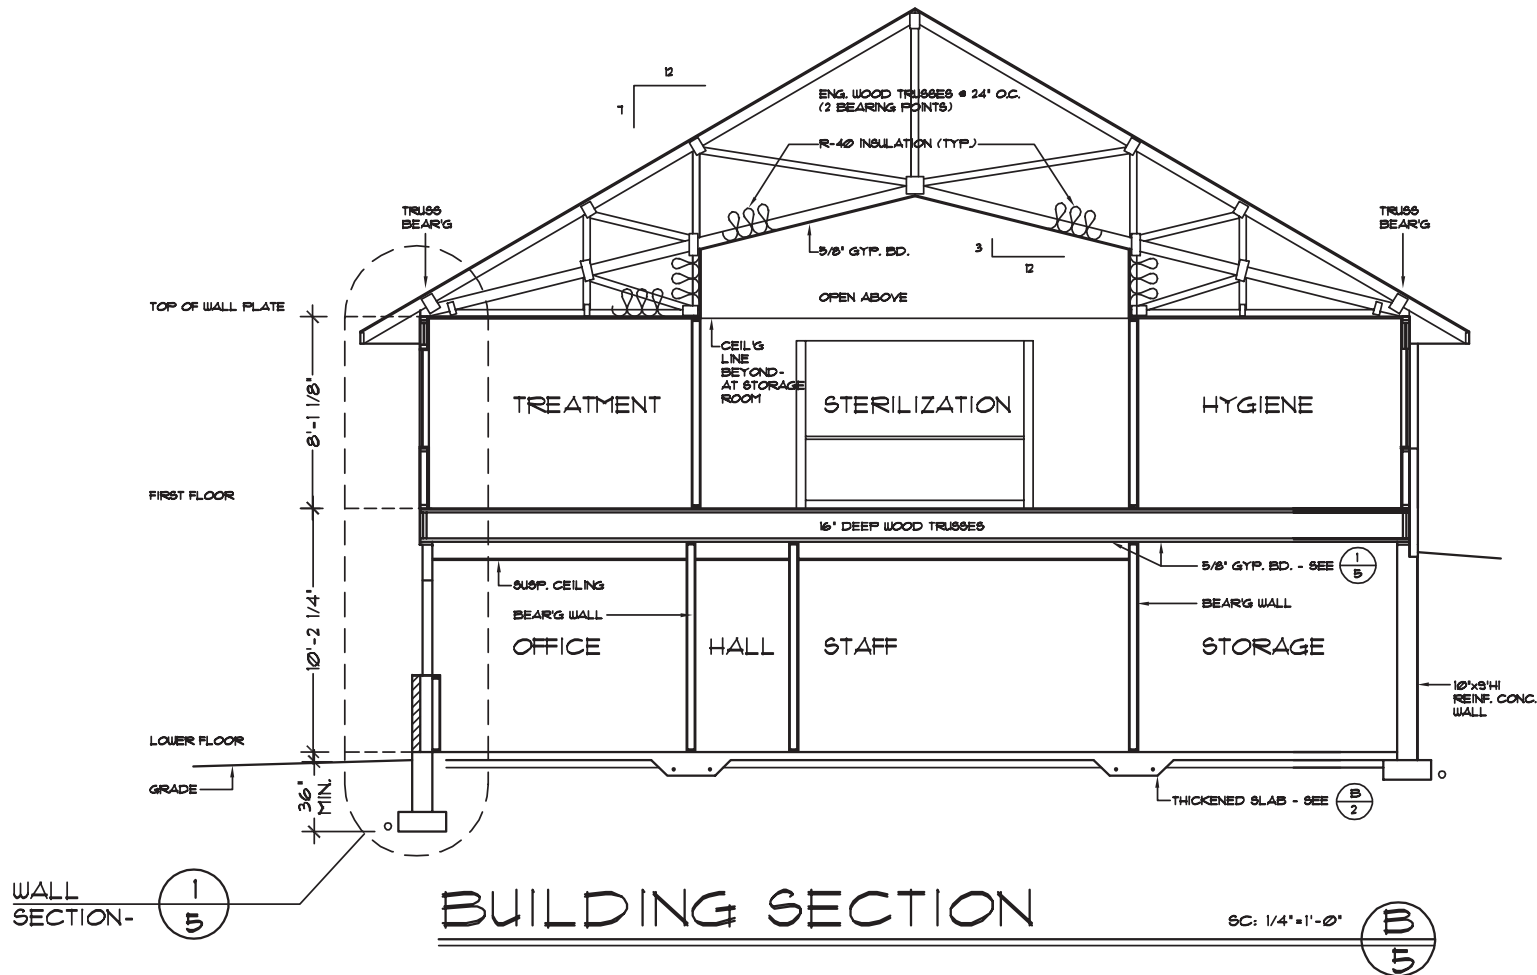 12
7
ENG. WOOD TRUSSES @ 24" O.C.
(2 BEARING POINTS)
R-40 INSULATION (TYP.)
TRUSS
BEAR'G
TRUSS
BEAR'G
5/8" GYP. BD.
3
12
OPEN ABOVE
TOP OF WALL PLATE
CEIL'G
LINE
BEYOND-
AT STORAGE
ROOM
8'-1 1/8"
TREATMENT
STERILIZATION
HYGIENE
FIRST FLOOR
16" DEEP WOOD TRUSSES
5/8" GYP. BD. - SEE
1
5
SUSP. CEILING
BEAR'G WALL
BEAR'G WALL
10'-2 1/4"
OFFICE
HALL
STAFF
STORAGE
10"x9'HI
REINF. CONC.
WALL
LOWER FLOOR
GRADE
36"
MIN.
THICKENED SLAB - SEE
B
2
WALL
SECTION-
1
5
BUILDING SECTION
SC: 1/4"=1'-0"
B
5